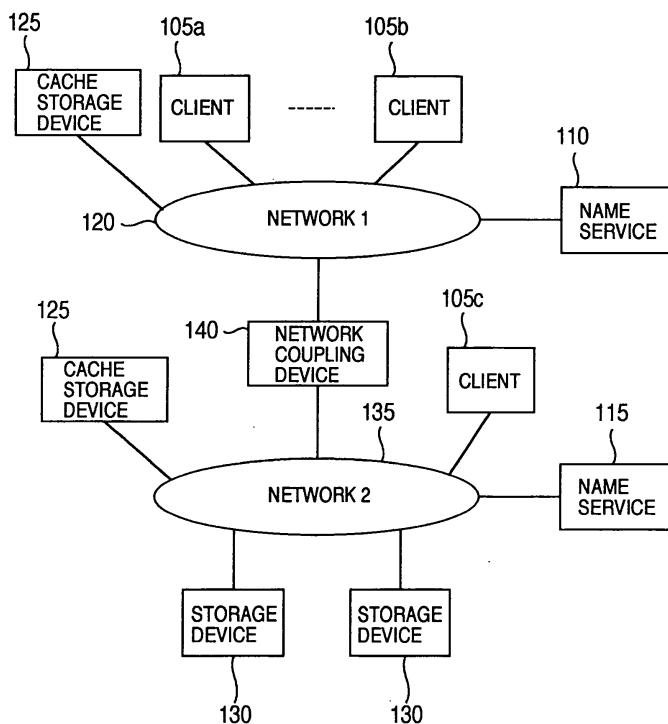 125
105a
105b
CACHE
STORAGE
DEVICE
CLIENT
CLIENT
110
NETWORK 1
120
NAME
SERVICE
125
140
NETWORK
COUPLING
DEVICE
105c
CACHE
STORAGE
DEVICE
CLIENT
135
115
NETWORK 2
NAME
SERVICE
STORAGE
DEVICE
STORAGE
DEVICE
130
130